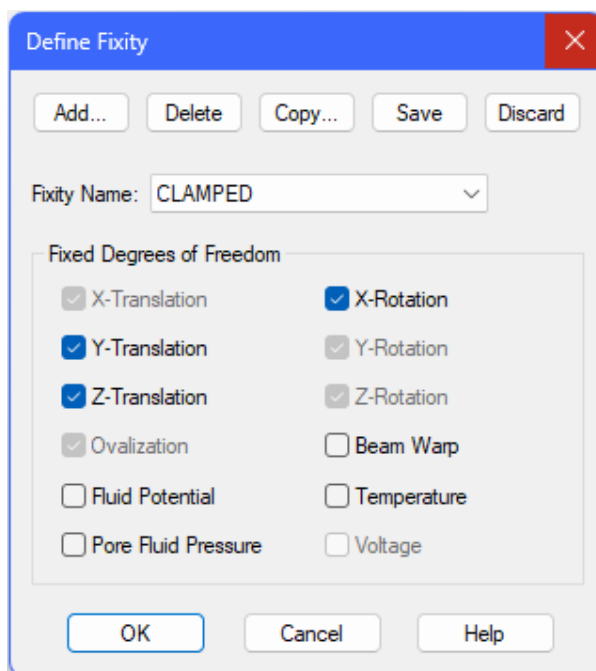 Define Fixity
Add... Delete Copy... Save Discard
Fixity Name: CLAMPED
Fixed Degrees of Freedom
X-Translation X-Rotation
Y-Translation Y-Rotation
Z-Translation Z-Rotation
Ovalization Beam Warp
Fluid Potential Temperature
Pore Fluid Pressure Voltage
OK Cancel Help